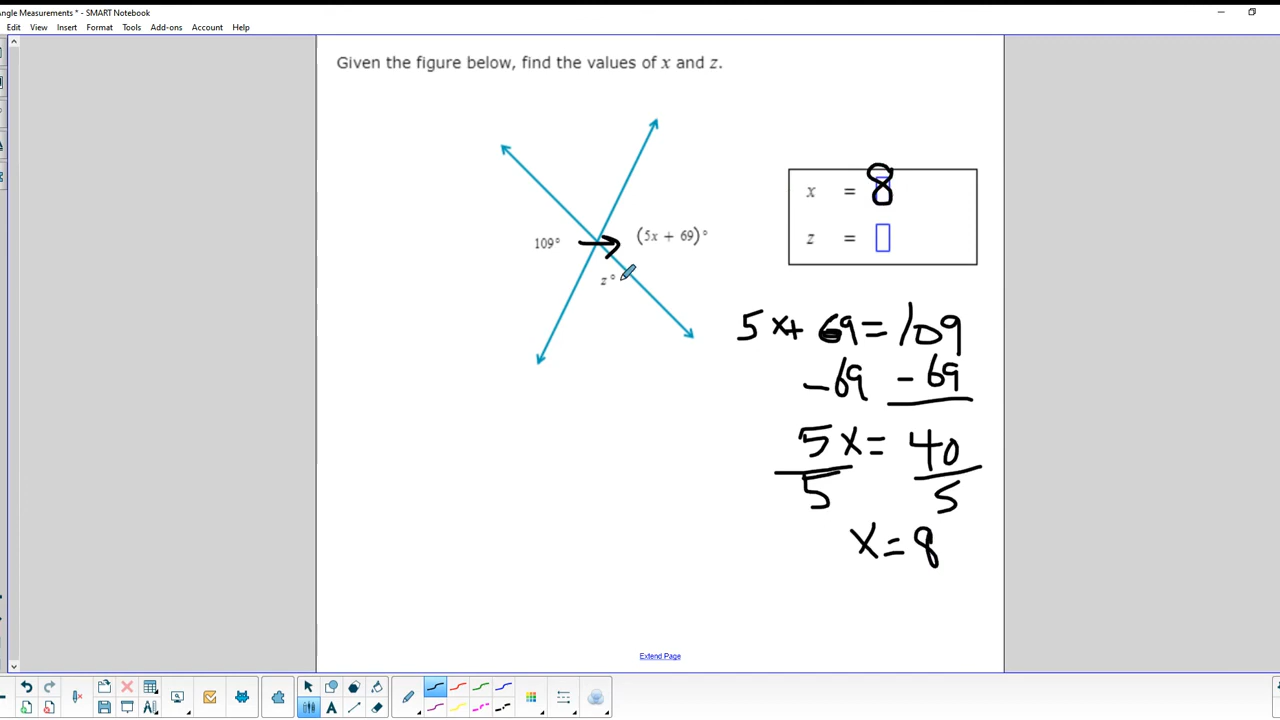 Angle Measurements * - SMART Notebook
Edit View Insert Format Tools Add-ons Account Help
Given the figure below, find the values of x and z.
109°
(5x + 69)°
z°
x = 8
z =
5x+ 69=109
-69 -69
5x= 40
5 5
x=8
Extend Page